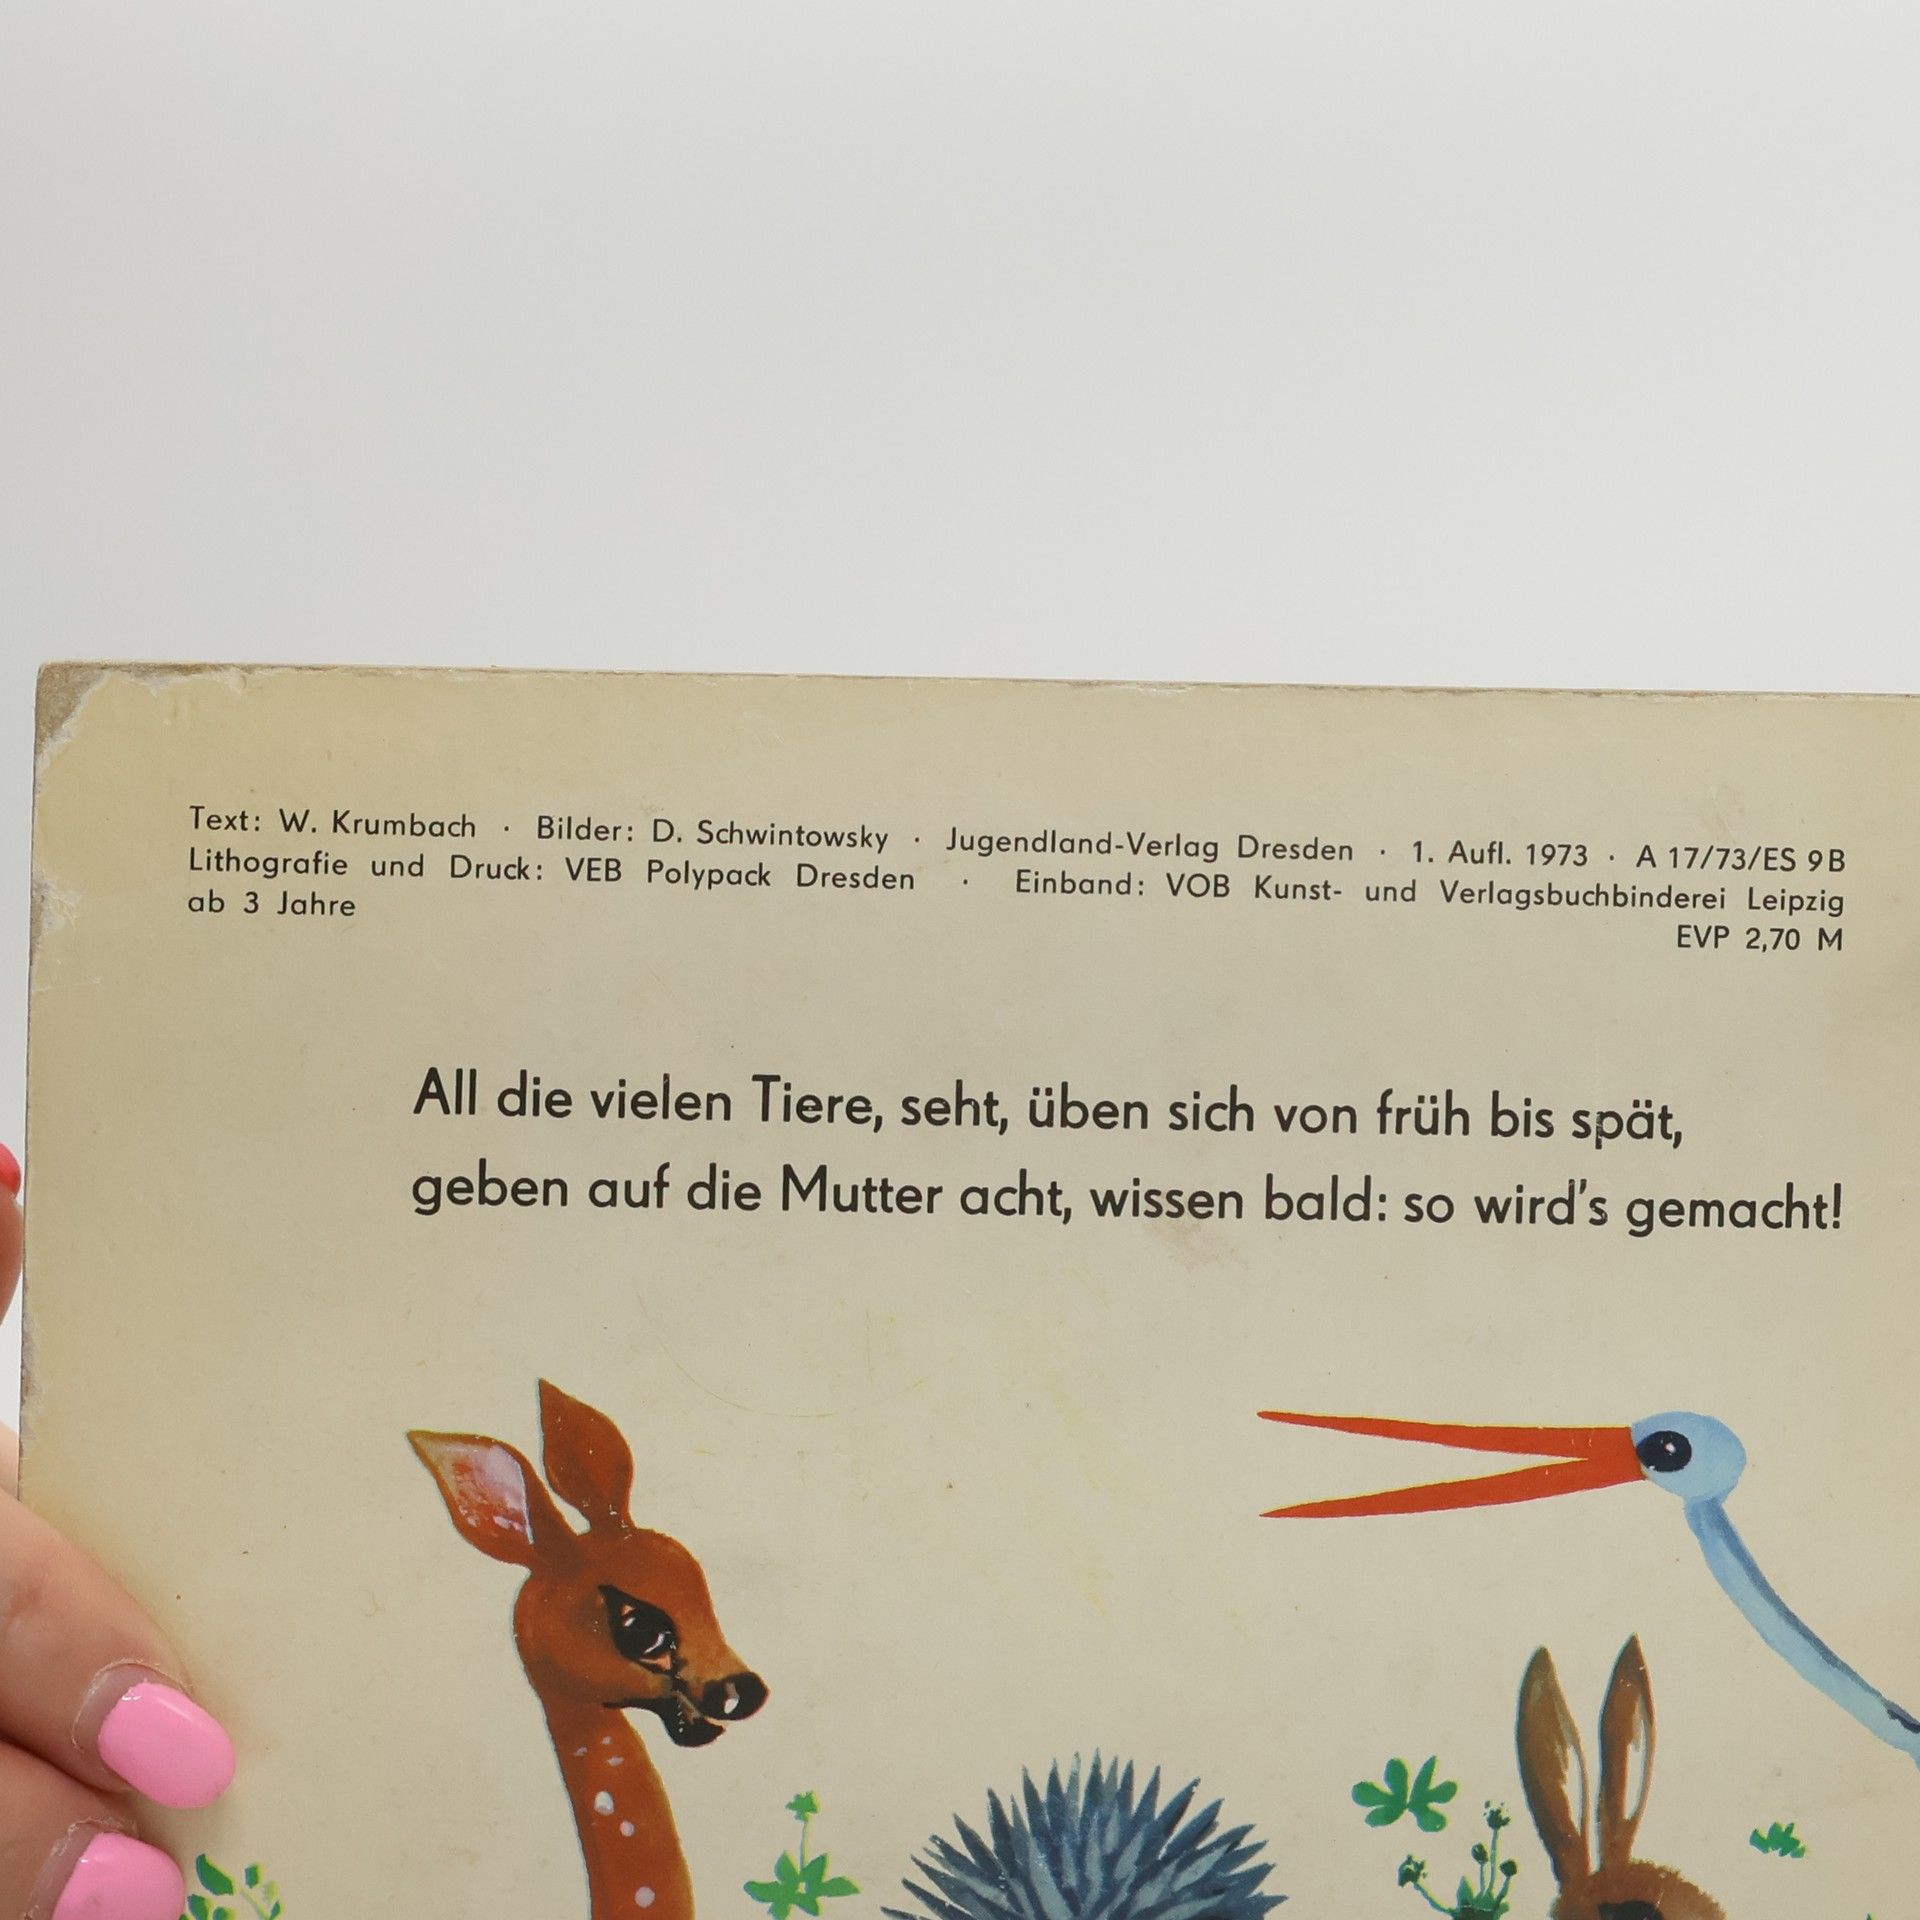 Text: W. Krumbach · Bilder: D. Schwintowsky · Jugendland-Verlag Dresden · 1. Aufl. 1973 · A 17/73/ES 9 B
Lithografie und Druck: VEB Polypack Dresden · Einband: VOB Kunst- und Verlagsbuchbinderei Leipzig
ab 3 Jahre
EVP 2,70 M
All die vielen Tiere, seht, üben sich von früh bis spät,
geben auf die Mutter acht, wissen bald: so wird's gemacht!